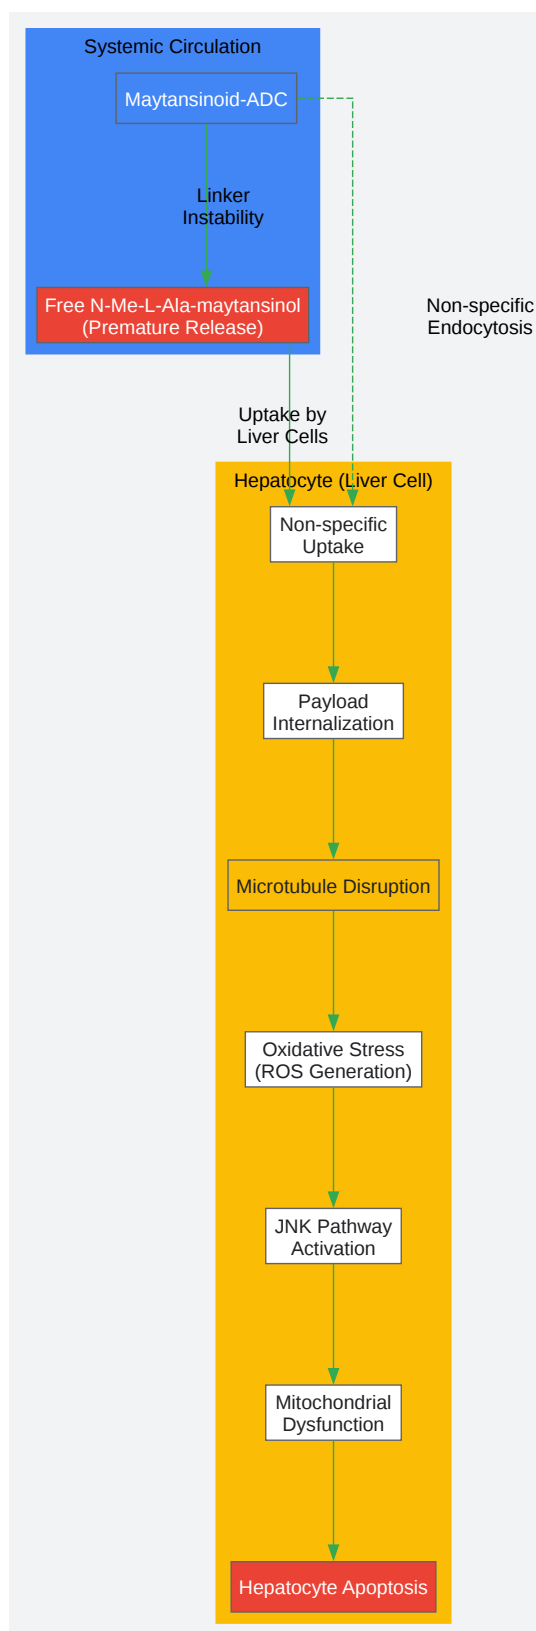 Systemic Circulation
Maytansinoid-ADC
Linker
Instability
Free N-Me-L-Ala-maytansinol
(Premature Release)
Non-specific
Endocytosis
Uptake by
Liver Cells
Hepatocyte (Liver Cell)
Non-specific
Uptake
Payload
Internalization
Microtubule Disruption
Oxidative Stress
(ROS Generation)
JNK Pathway
Activation
Mitochondrial
Dysfunction
Hepatocyte Apoptosis